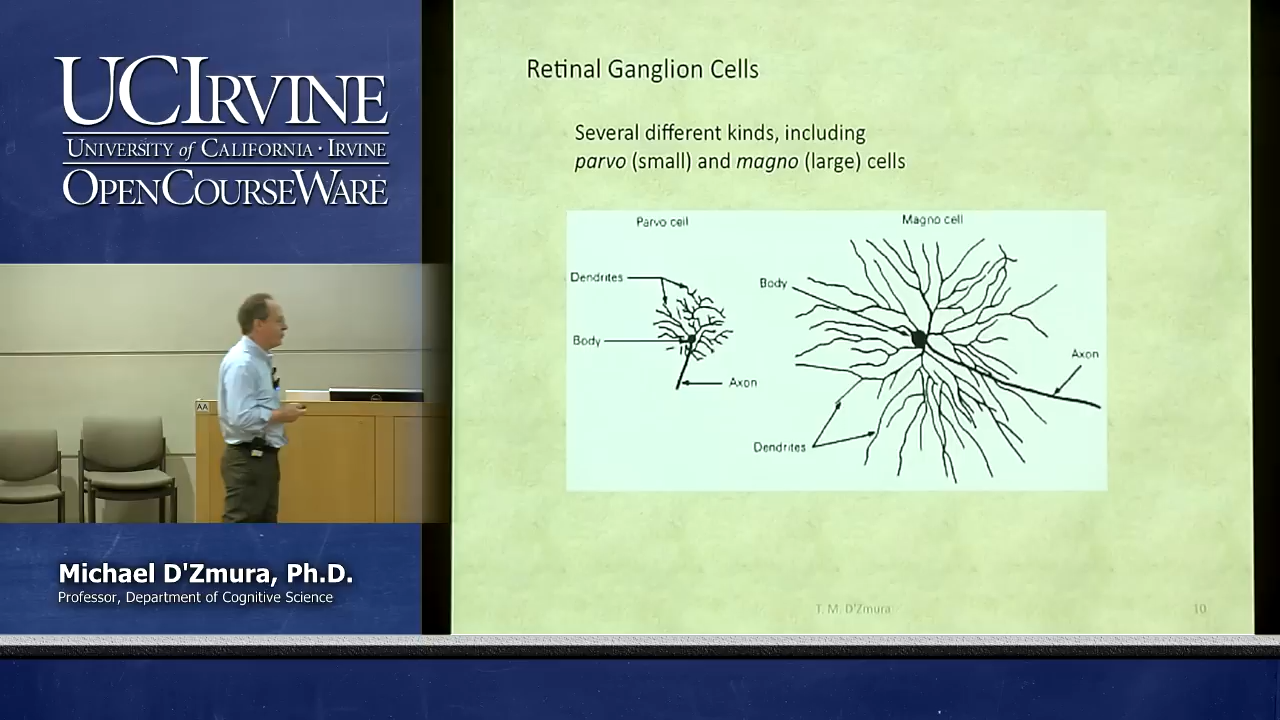 UCIRVINE
UNIVERSITY of CALIFORNIA · IRVINE
OPENCOURSEWARE
AA
Michael D'Zmura, Ph.D.
Professor, Department of Cognitive Science
Retinal Ganglion Cells
Several different kinds, including
parvo (small) and magno (large) cells
Parvo cell
Magno cell
Dendrites
Body
Body
Axon
Axon
Dendrites
T. M. D'Zmura
10